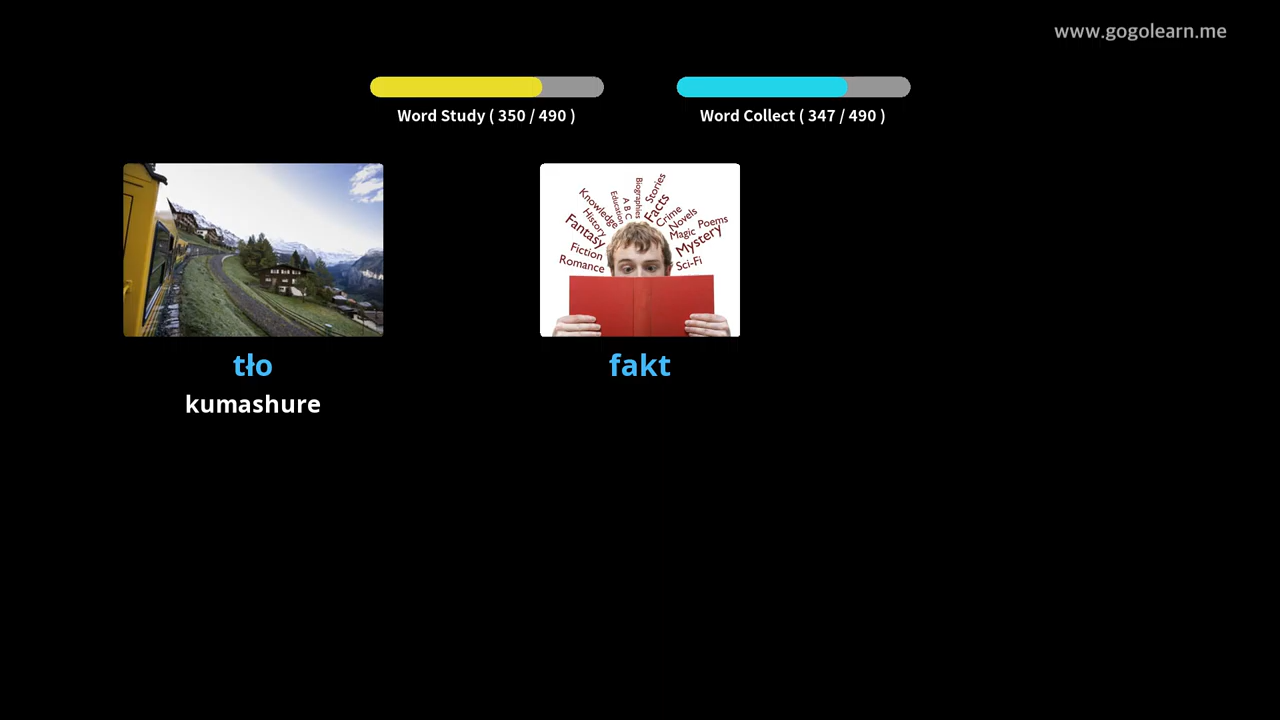 www.gogolearn.me
Word Study ( 350 / 490 )
Word Collect ( 347 / 490 )
Stories
Biographies
Facts
Education
A B C
Knowledge
Crime
Novels
History
Poems
Magic
Fantasy
Mystery
Fiction
Sci-Fi
Romance
tło
fakt
kumashure